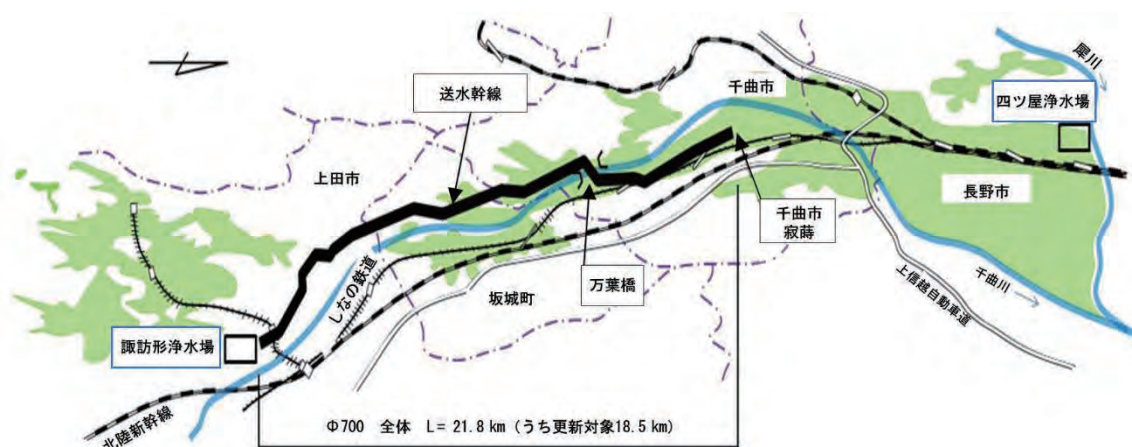 犀川
四ツ屋浄水場
千曲市
送水幹線
上田市
長野市
千曲市
寂蒔
万葉橋
しなの鉄道
坂城町
上信越自動車道
千曲川
諏訪形浄水場
北陸新幹線
Φ700 全体 L= 21.8 km (うち更新対象18.5 km)